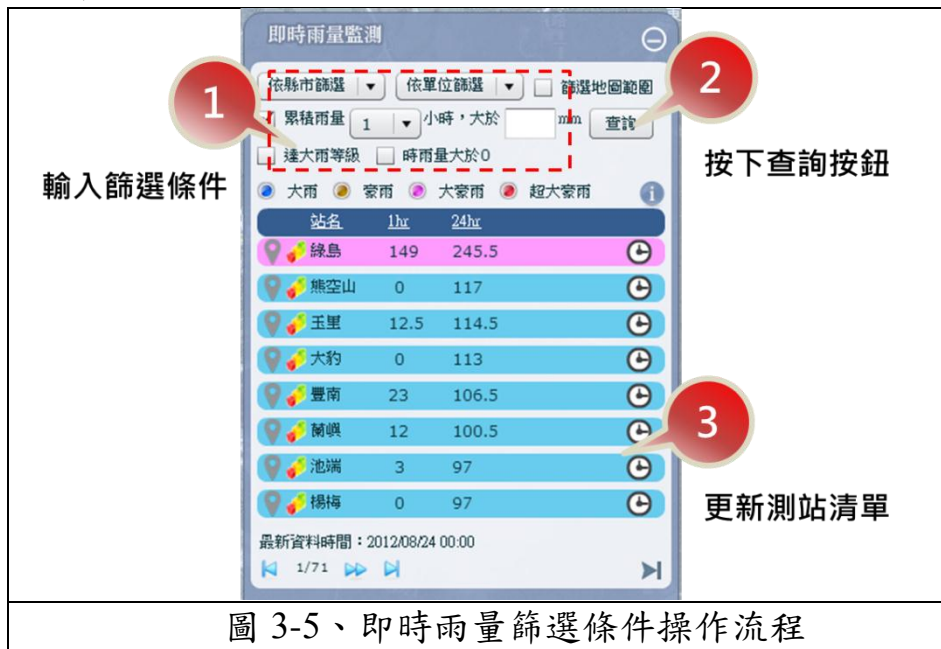 即時雨量監測
依縣市篩選 依單位篩選 篩選地圖範圍
1
2
累積雨量 1 小時，大於 mm 查詢
達大雨等級 時雨量大於0
按下查詢按鈕
輸入篩選條件
大雨 豪雨 大豪雨 超大豪雨 i
站名 1hr 24hr
綠島 149 245.5
熊空山 0 117
玉里 12.5 114.5
大豹 0 113
豐南 23 106.5
3
蘭嶼 12 100.5
池端 3 97
楊梅 0 97
更新測站清單
最新資料時間：2012/08/24 00:00
1/71
圖 3-5、即時雨量篩選條件操作流程